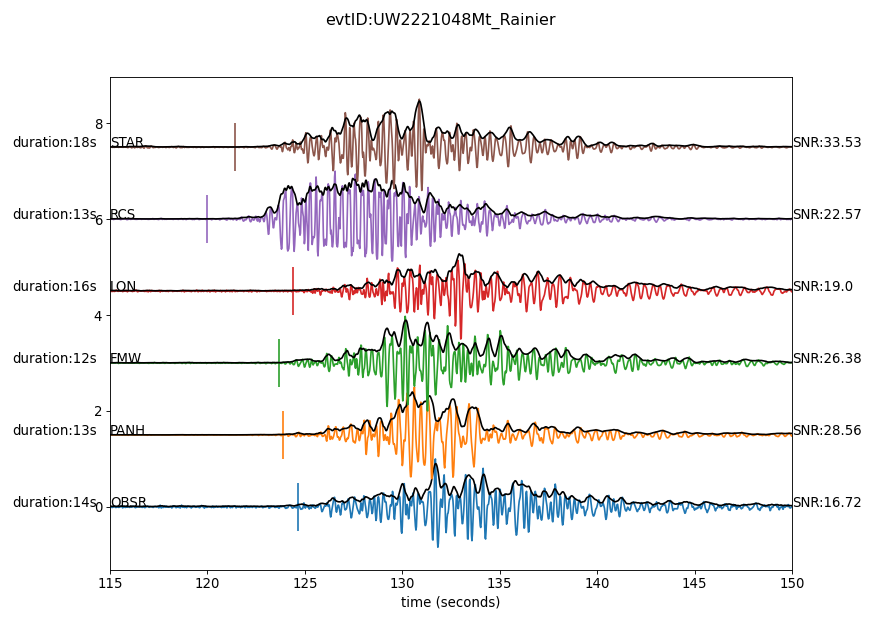 evtID:UW2221048Mt_Rainier
8
duration:18s STAR SNR:33.53
duration:13s RCS SNR:22.57
6
duration:16s LON SNR:19.0
4
duration:12s FMW SNR:26.38
2
duration:13s PANH SNR:28.56
duration:14s OBSR SNR:16.72
0
115 120 125 130 135 140 145 150
time (seconds)